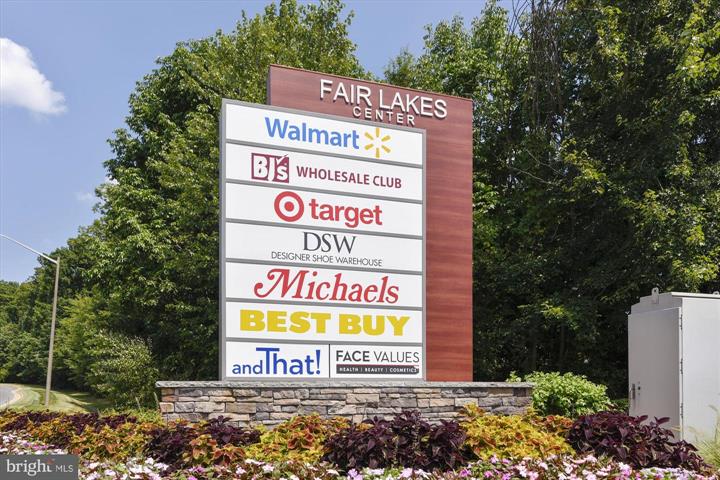 FAIR LAKES
CENTER
Walmart
BJ's WHOLESALE CLUB
target
DSW
DESIGNER SHOE WAREHOUSE
Michaels
BEST BUY
andThat!
FACE VALUES
HEALTH | BEAUTY | COSMETICS
bright MLS